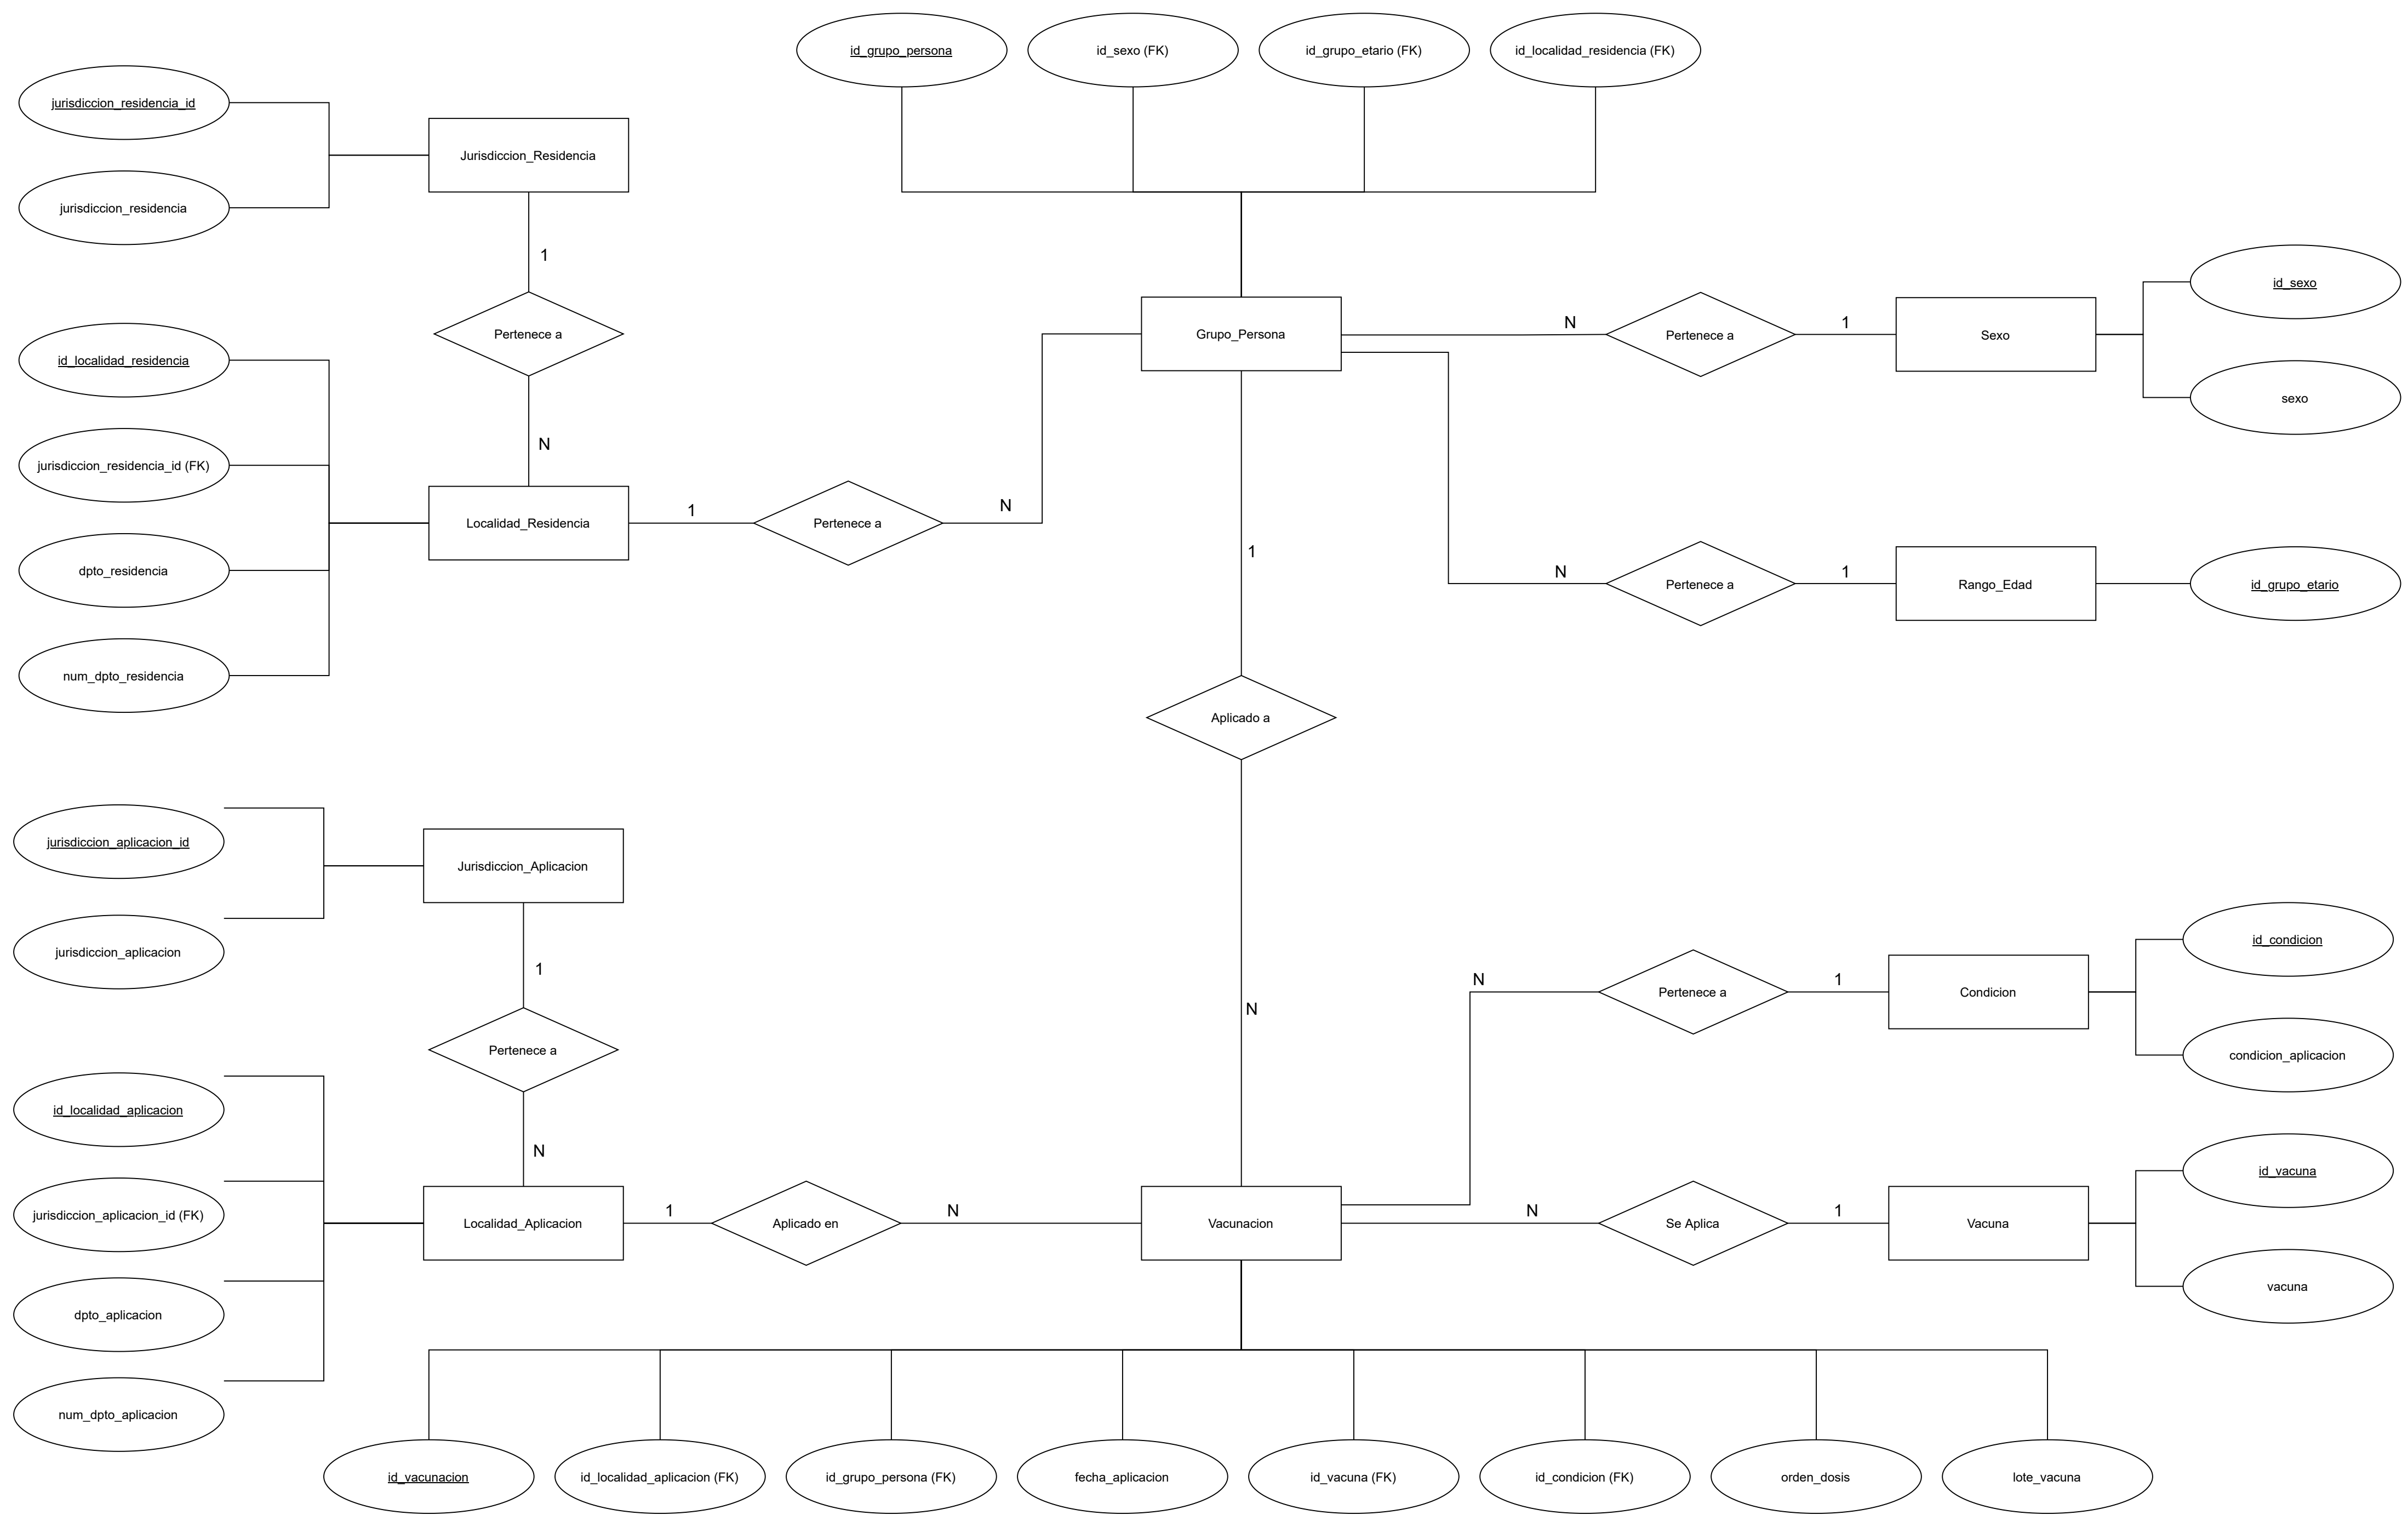 id_grupo_persona
id_sexo (FK)
id_grupo_etario (FK)
id_localidad_residencia (FK)
jurisdiccion_residencia_id
Jurisdiccion_Residencia
jurisdiccion_residencia
1
Pertenece a
N
id_localidad_residencia
jurisdiccion_residencia_id (FK)
dpto_residencia
num_dpto_residencia
Localidad_Residencia
1
Pertenece a
N
Grupo_Persona
N
Pertenece a
1
Sexo
id_sexo
sexo
N
Pertenece a
1
Rango_Edad
id_grupo_etario
1
Aplicado a
N
jurisdiccion_aplicacion_id
Jurisdiccion_Aplicacion
jurisdiccion_aplicacion
1
Pertenece a
N
id_localidad_aplicacion
jurisdiccion_aplicacion_id (FK)
dpto_aplicacion
num_dpto_aplicacion
Localidad_Aplicacion
1
Aplicado en
N
Vacunacion
N
Pertenece a
1
Condicion
id_condicion
condicion_aplicacion
N
Se Aplica
1
Vacuna
id_vacuna
vacuna
id_vacunacion
id_localidad_aplicacion (FK)
id_grupo_persona (FK)
fecha_aplicacion
id_vacuna (FK)
id_condicion (FK)
orden_dosis
lote_vacuna